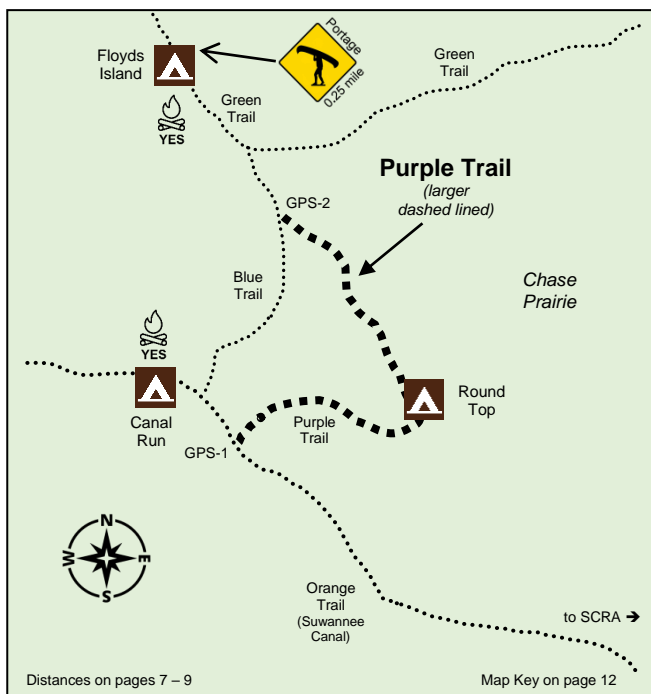 Floyds
Island
YES
Portage
0.25 mile
Green
Trail
Green
Trail
Purple Trail
(larger
dashed lined)
GPS-2
Blue
Trail
Chase
Prairie
YES
Canal
Run
Purple
Trail
Round
Top
GPS-1
N
W
E
S
Orange
Trail
(Suwannee
Canal)
to SCRA →
Distances on pages 7 – 9
Map Key on page 12